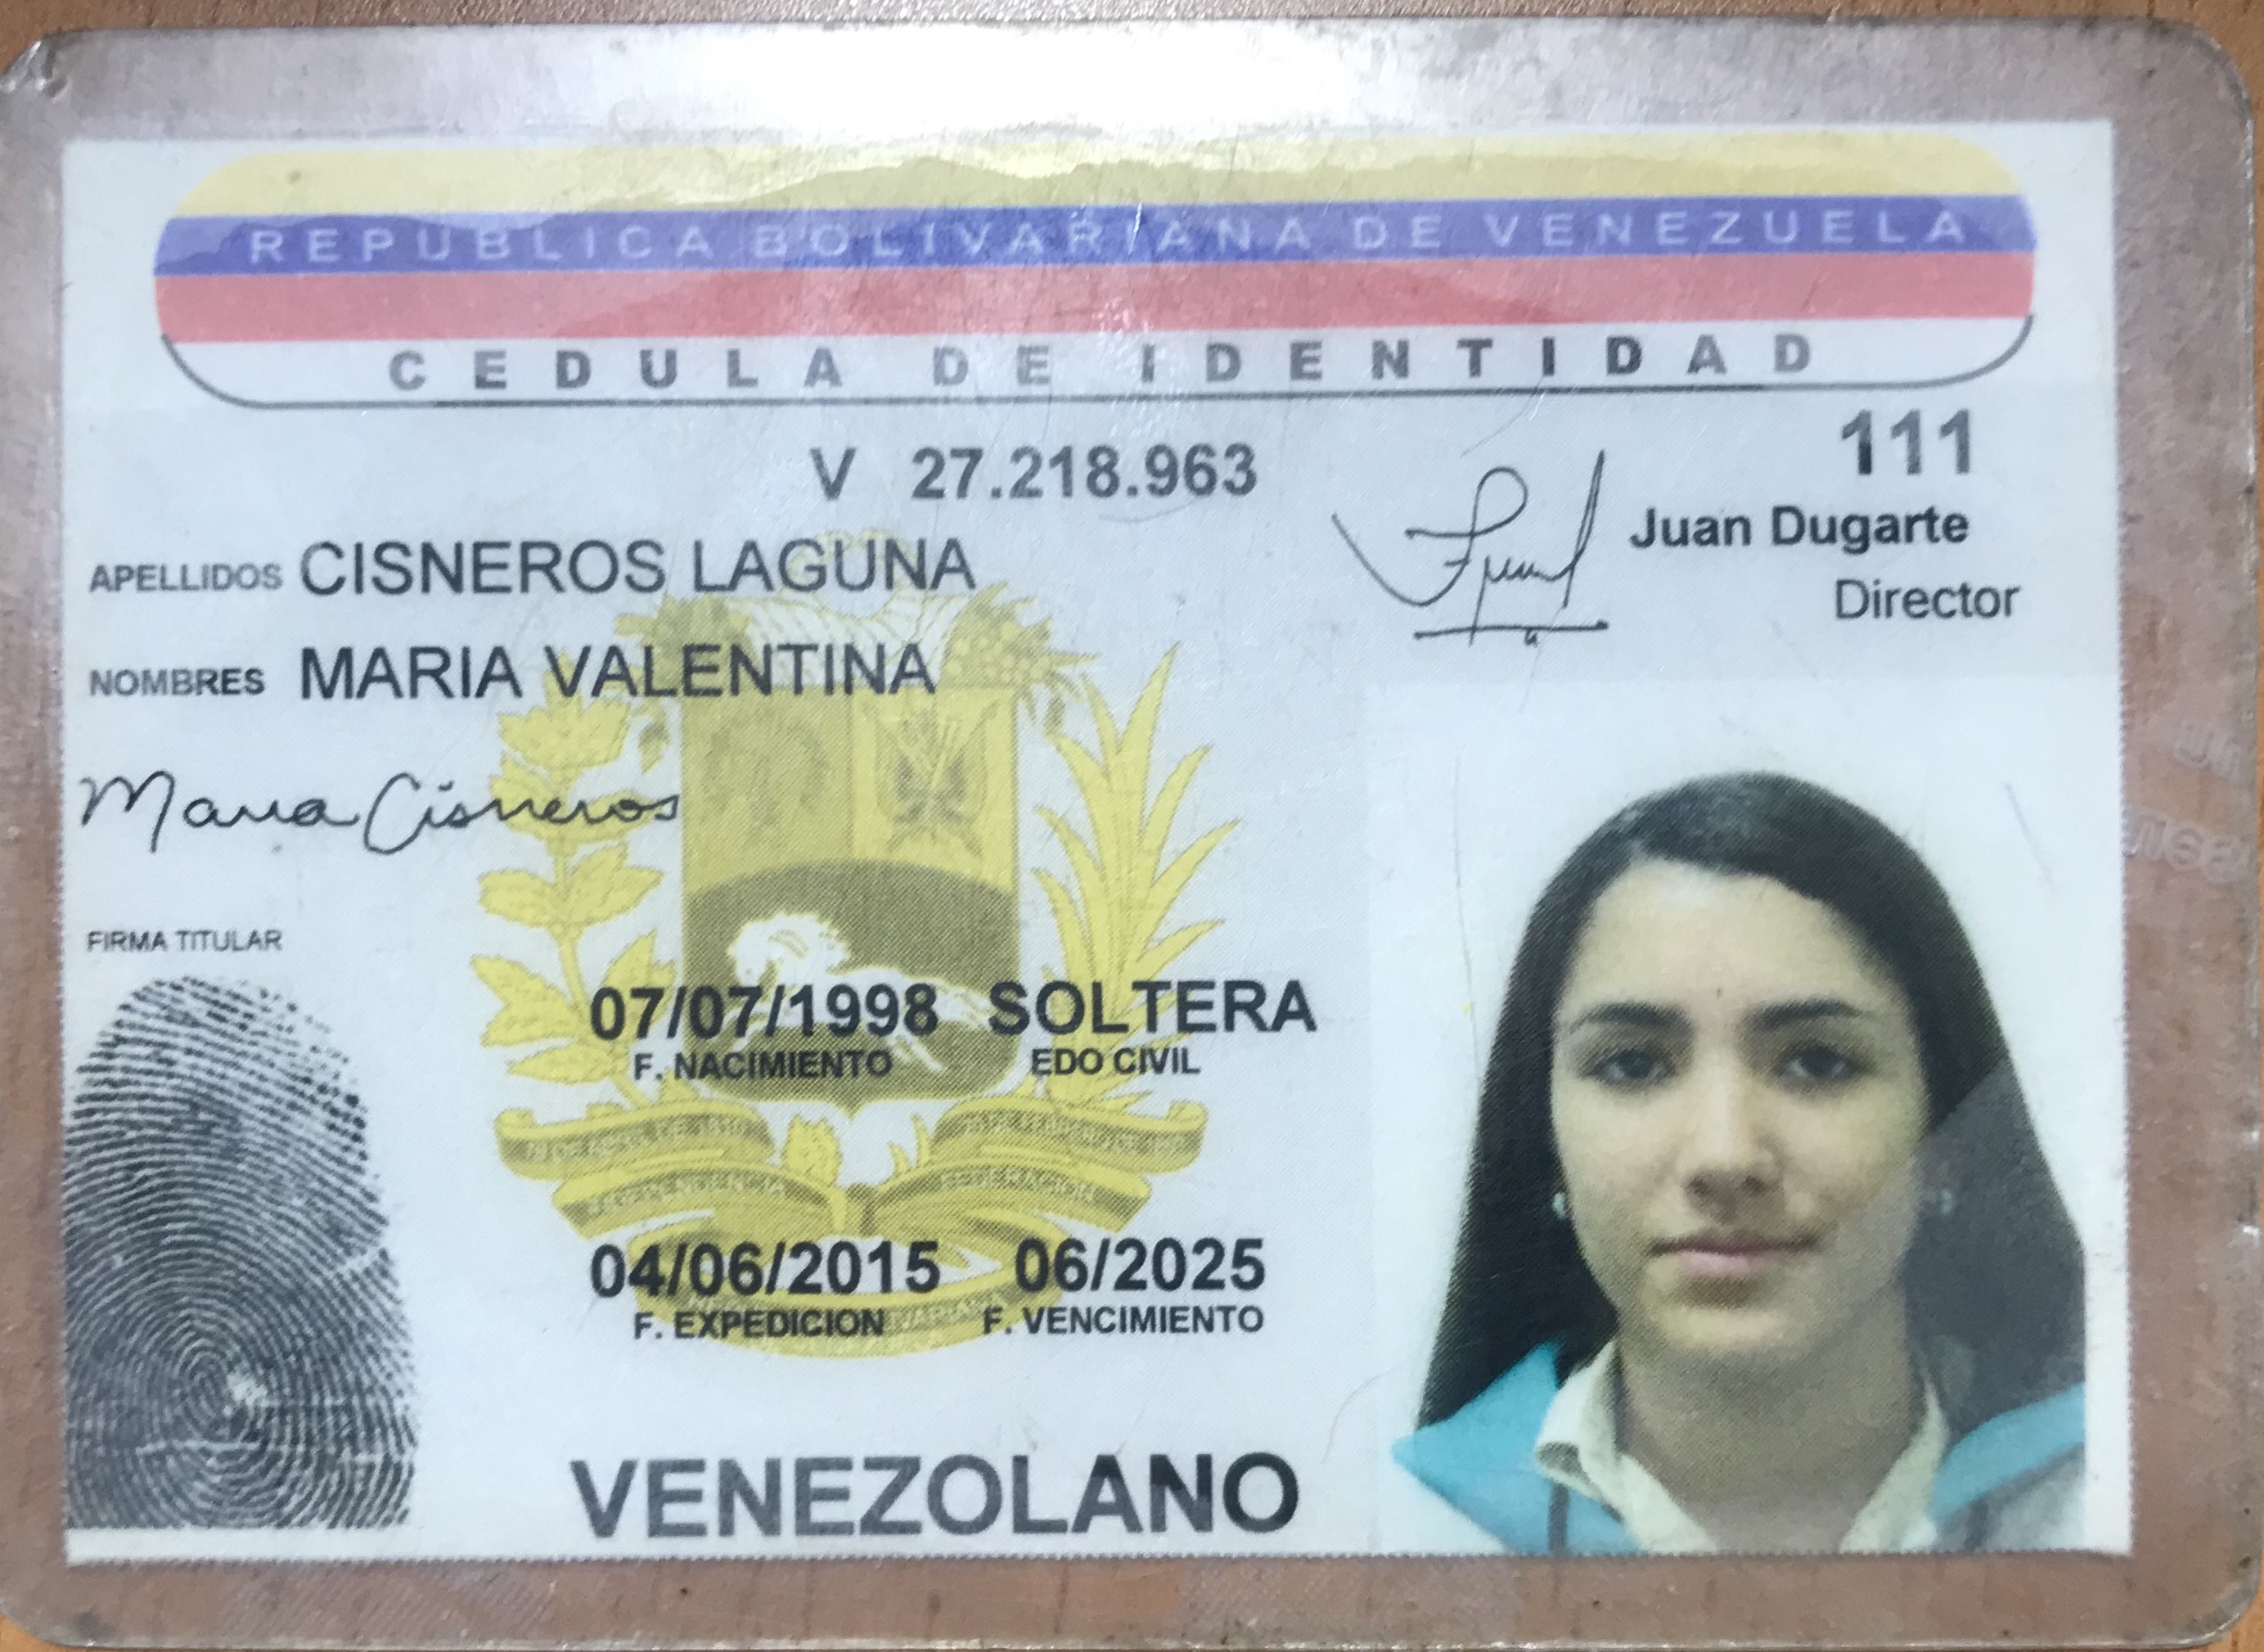 REPUBLICA BOLIVARIANA DE VENEZUELA
CEDULA DE IDENTIDAD
V 27.218.963
111
Juan Dugarte
Director
APELLIDOS CISNEROS LAGUNA
NOMBRES MARIA VALENTINA
Maria Cisneros
FIRMA TITULAR
07/07/1998 SOLTERA
F. NACIMIENTO EDO CIVIL
INDEPENDENCIA FEDERACION
04/06/2015 06/2025
F. EXPEDICION F. VENCIMIENTO
VENEZOLANO